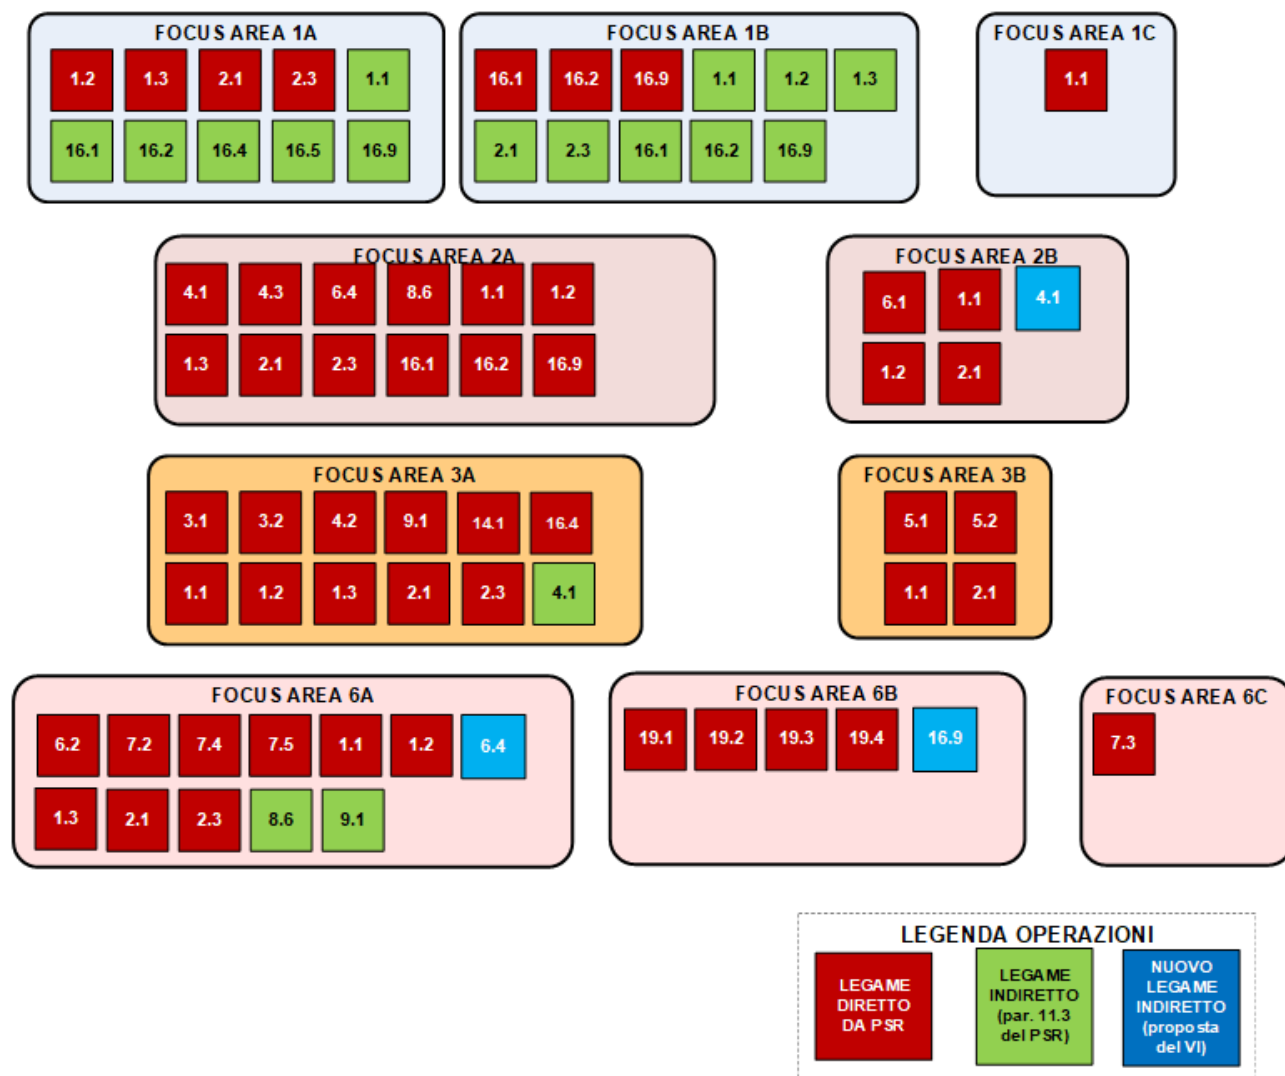 FOCUS AREA 1A
1.2 1.3 2.1 2.3 1.1
16.1 16.2 16.4 16.5 16.9
FOCUS AREA 1B
16.1 16.2 16.9 1.1 1.2 1.3
2.1 2.3 16.1 16.2 16.9
FOCUS AREA 1C
1.1
FOCUS AREA 2A
4.1 4.3 6.4 8.6 1.1 1.2
1.3 2.1 2.3 16.1 16.2 16.9
FOCUS AREA 2B
6.1 1.1 4.1
1.2 2.1
FOCUS AREA 3A
3.1 3.2 4.2 9.1 14.1 16.4
1.1 1.2 1.3 2.1 2.3 4.1
FOCUS AREA 3B
5.1 5.2
1.1 2.1
FOCUS AREA 6A
6.2 7.2 7.4 7.5 1.1 1.2 6.4
1.3 2.1 2.3 8.6 9.1
FOCUS AREA 6B
19.1 19.2 19.3 19.4 16.9
FOCUS AREA 6C
7.3
LEGENDA OPERAZIONI
LEGAME
DIRETTO
DA PSR
LEGAME
INDIRETTO
(par. 11.3
del PSR)
NUOVO
LEGAME
INDIRETTO
(proposta
del VI)